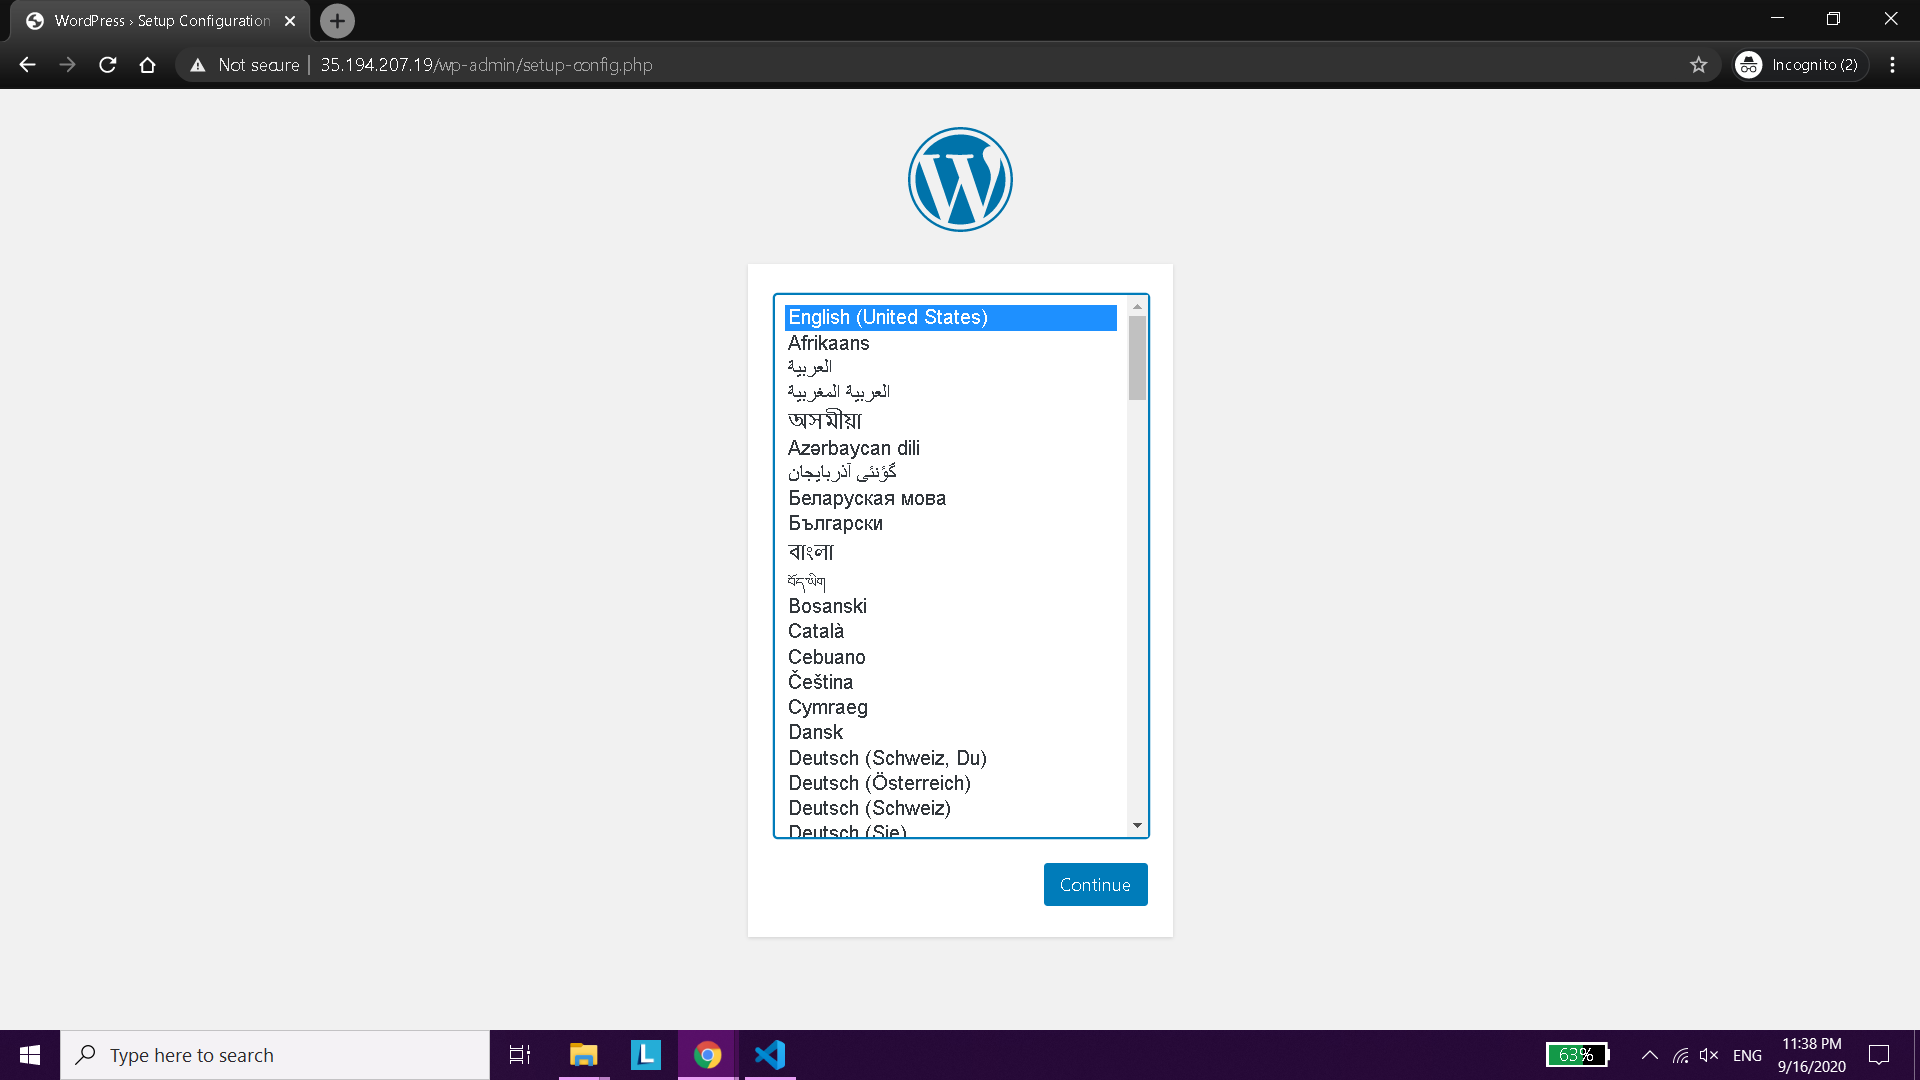 WordPress › Setup Configuration
Not secure | 35.194.207.19/wp-admin/setup-config.php
Incognito (2)
English (United States)
Afrikaans
العربية
العربية المغربية
অসমীয়া
Azərbaycan dili
گؤنئی آذربایجان
Беларуская мова
Български
বাংলা
བོད་ཡིག
Bosanski
Català
Cebuano
Čeština
Cymraeg
Dansk
Deutsch (Schweiz, Du)
Deutsch (Österreich)
Deutsch (Schweiz)
Deutsch (Sie)
Continue
Type here to search
63%
ENG
11:38 PM
9/16/2020